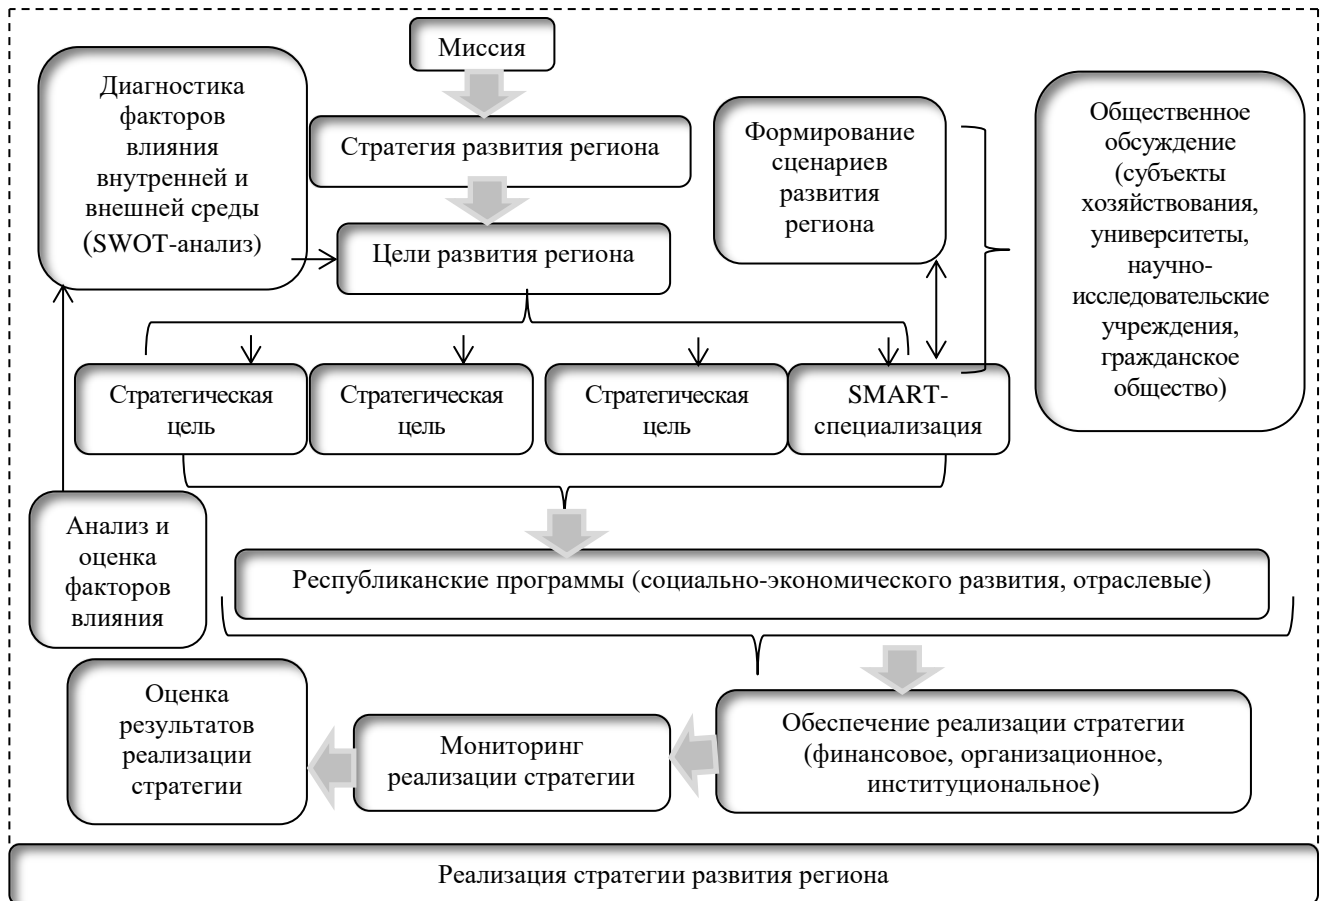 Миссия
Диагностика
факторов
влияния
внутренней и
внешней среды
(SWOT-анализ)
Стратегия развития региона
Цели развития региона
Формирование
сценариев
развития
региона
Общественное
обсуждение
(субъекты
хозяйствования,
университеты,
научно-
исследовательские
учреждения,
гражданское
общество)
Стратегическая
цель
Стратегическая
цель
Стратегическая
цель
SMART-
специализация
Анализ и
оценка
факторов
влияния
Республиканские программы (социально-экономического развития, отраслевые)
Оценка
результатов
реализации
стратегии
Мониторинг
реализации стратегии
Обеспечение реализации стратегии
(финансовое, организационное,
институциональное)
Реализация стратегии развития региона